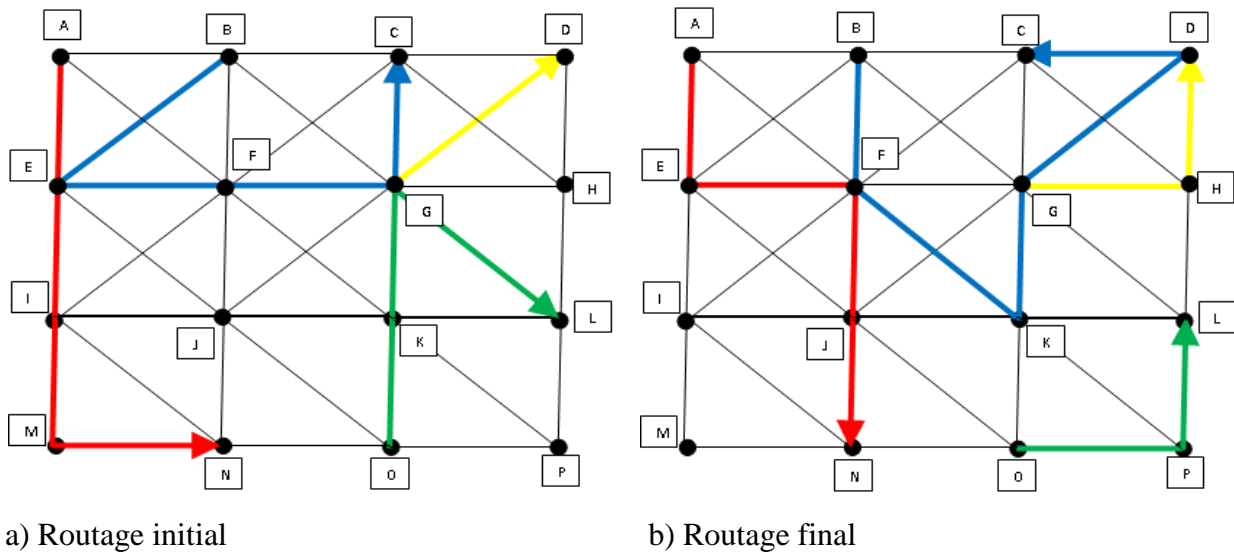 A B C D
E F
G H
I
J K L
M
N O P
A B C D
E F
G H
I
J K L
M
N O P
a) Routage initial
b) Routage final